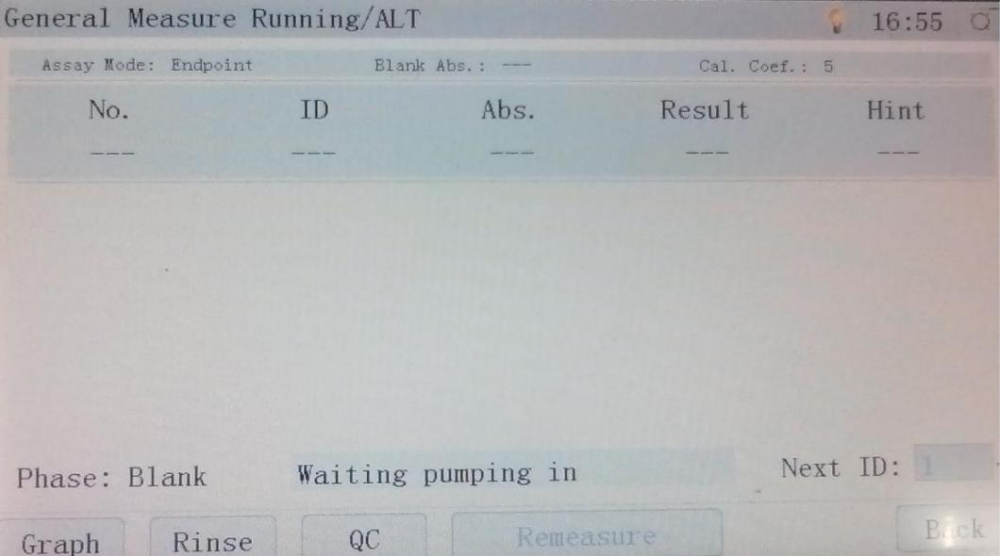 General Measure Running/ALT 16:55
Assay Mode: Endpoint Blank Abs.: --- Cal. Coef.: 5
No. ID Abs. Result Hint
--- --- --- --- ---
Phase: Blank Waiting pumping in Next ID: 1
Graph Rinse QC Remeasure Back